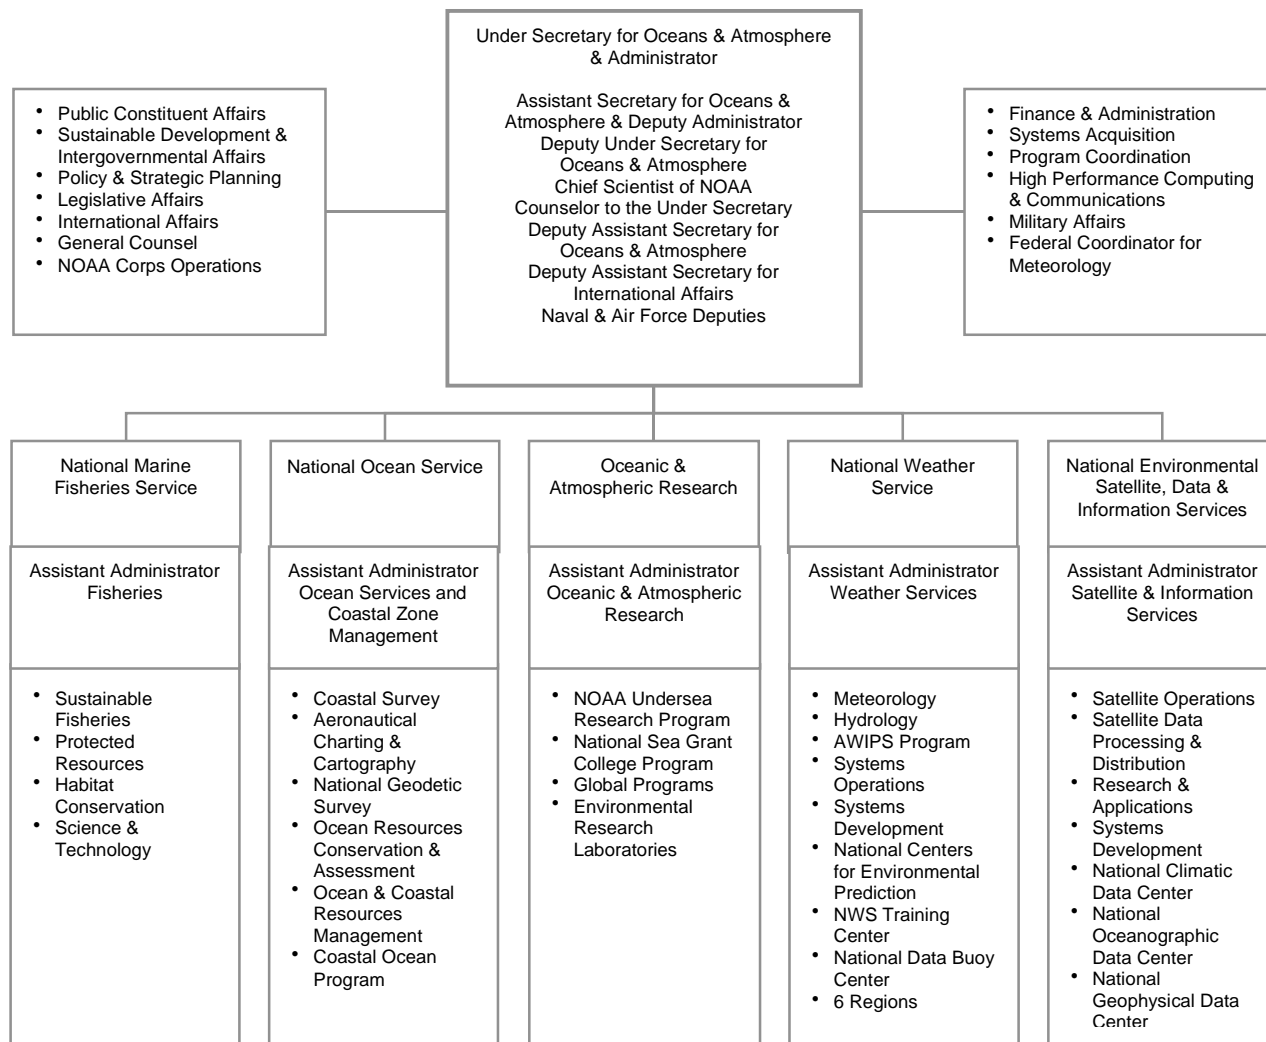 Under Secretary for Oceans & Atmosphere
& Administrator
Assistant Secretary for Oceans &
Atmosphere & Deputy Administrator
Deputy Under Secretary for
Oceans & Atmosphere
Chief Scientist of NOAA
Counselor to the Under Secretary
Deputy Assistant Secretary for
Oceans & Atmosphere
Deputy Assistant Secretary for
International Affairs
Naval & Air Force Deputies
• Public Constituent Affairs
• Sustainable Development &
Intergovernmental Affairs
• Policy & Strategic Planning
• Legislative Affairs
• International Affairs
• General Counsel
• NOAA Corps Operations
• Finance & Administration
• Systems Acquisition
• Program Coordination
• High Performance Computing
& Communications
• Military Affairs
• Federal Coordinator for
Meteorology
National Marine
Fisheries Service
Assistant Administrator
Fisheries
• Sustainable
Fisheries
• Protected
Resources
• Habitat
Conservation
• Science &
Technology
National Ocean Service
Assistant Administrator
Ocean Services and
Coastal Zone
Management
• Coastal Survey
• Aeronautical
Charting &
Cartography
• National Geodetic
Survey
• Ocean Resources
Conservation &
Assessment
• Ocean & Coastal
Resources
Management
• Coastal Ocean
Program
Oceanic &
Atmospheric Research
Assistant Administrator
Oceanic & Atmospheric
Research
• NOAA Undersea
Research Program
• National Sea Grant
College Program
• Global Programs
• Environmental
Research
Laboratories
National Weather
Service
Assistant Administrator
Weather Services
• Meteorology
• Hydrology
• AWIPS Program
• Systems
Operations
• Systems
Development
• National Centers
for Environmental
Prediction
• NWS Training
Center
• National Data Buoy
Center
• 6 Regions
National Environmental
Satellite, Data &
Information Services
Assistant Administrator
Satellite & Information
Services
• Satellite Operations
• Satellite Data
Processing &
Distribution
• Research &
Applications
• Systems
Development
• National Climatic
Data Center
• National
Oceanographic
Data Center
• National
Geophysical Data
Center